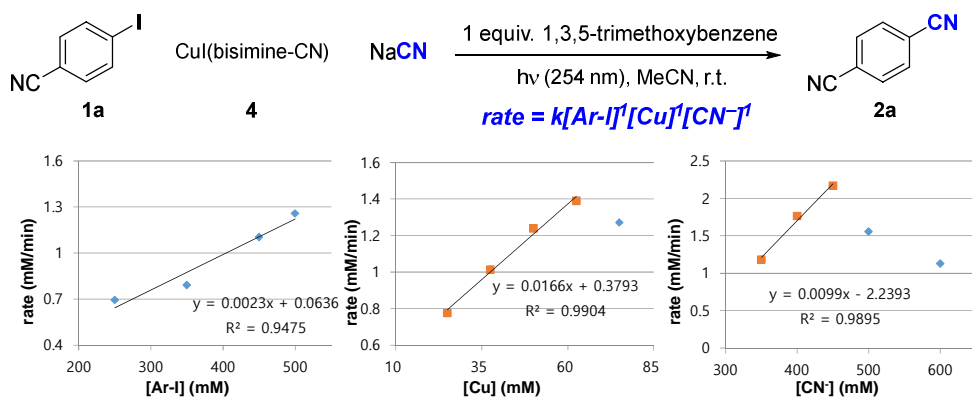 I
NC
1a
CuI(bisimine-CN)
4
NaCN
1 equiv. 1,3,5-trimethoxybenzene
hν (254 nm), MeCN, r.t.
rate = k[Ar-I]¹[Cu]¹[CN⁻]¹
CN
NC
2a
rate (mM/min)
1.6
1.3
1
0.7
0.4
y = 0.0023x + 0.0636
R² = 0.9475
200 300 400 500
[Ar-I] (mM)
rate (mM/min)
1.6
1.4
1.2
1
0.8
0.6
y = 0.0166x + 0.3793
R² = 0.9904
10 35 60 85
[Cu] (mM)
rate (mM/min)
2.5
2
1.5
1
0.5
0
y = 0.0099x - 2.2393
R² = 0.9895
300 400 500 600
[CN⁻] (mM)